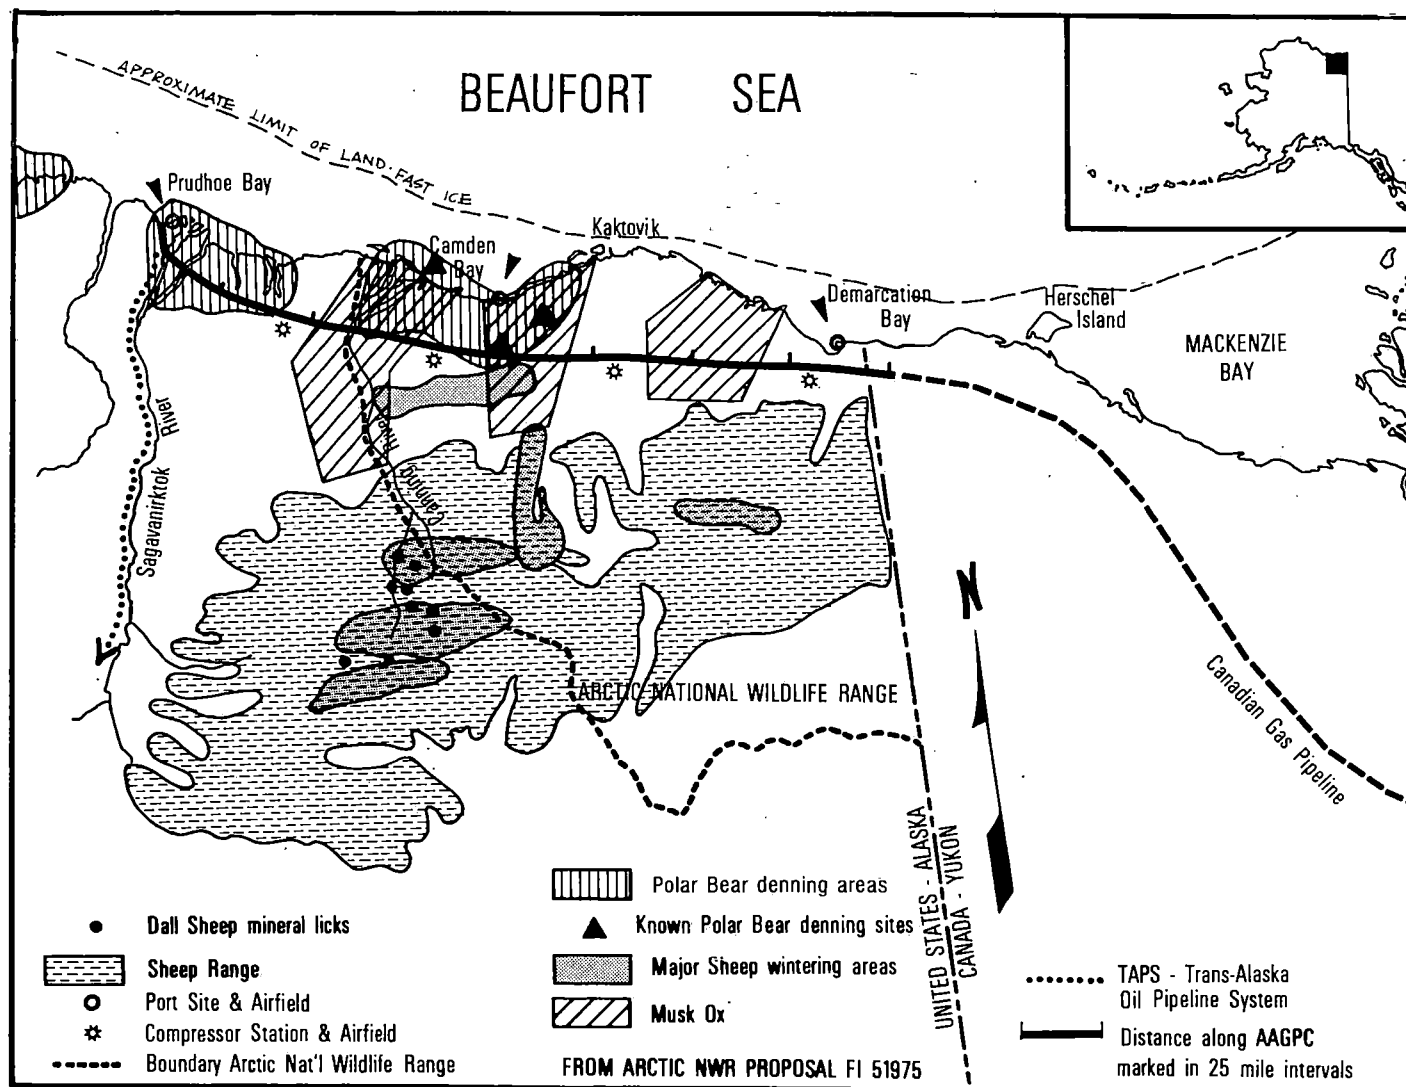 BEAUFORT SEA
APPROXIMATE LIMIT OF LAND-FAST ICE
Prudhoe Bay
Camden
Bay
Kaktovik
Demarcation
Bay
Herschel
Island
MACKENZIE
BAY
Sagavanirktok River
Canning River
ARCTIC NATIONAL WILDLIFE RANGE
N
Canadian Gas Pipeline
UNITED STATES - ALASKA
CANADA - YUKON
Dall Sheep mineral licks
Sheep Range
Port Site & Airfield
Compressor Station & Airfield
Boundary Arctic Nat'l Wildlife Range
Polar Bear denning areas
Known Polar Bear denning sites
Major Sheep wintering areas
Musk Ox
FROM ARCTIC NWR PROPOSAL FI 51975
TAPS - Trans-Alaska
Oil Pipeline System
Distance along AAGPC
marked in 25 mile intervals